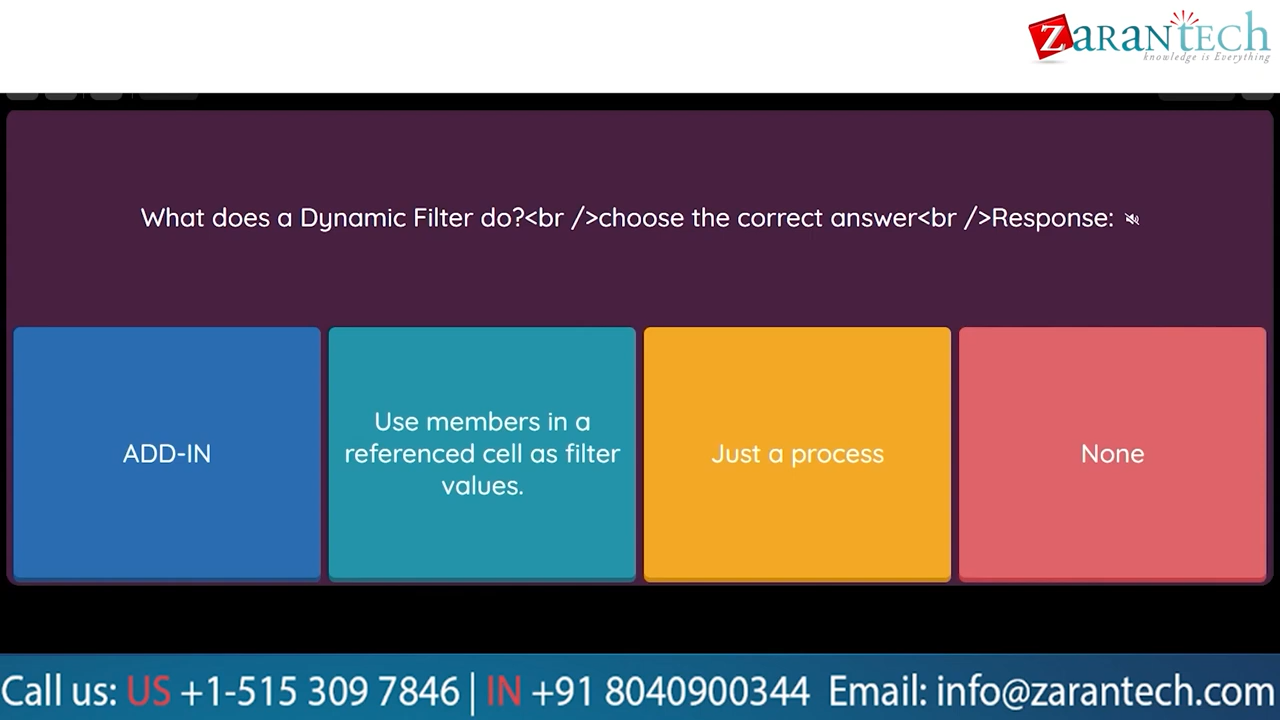 ZARANTECH
knowledge is Everything
What does a Dynamic Filter do?<br />choose the correct answer<br />Response:
ADD-IN
Use members in a
referenced cell as filter
values.
Just a process
None
Call us: US +1-515 309 7846 | IN +91 8040900344 Email: info@zarantech.com